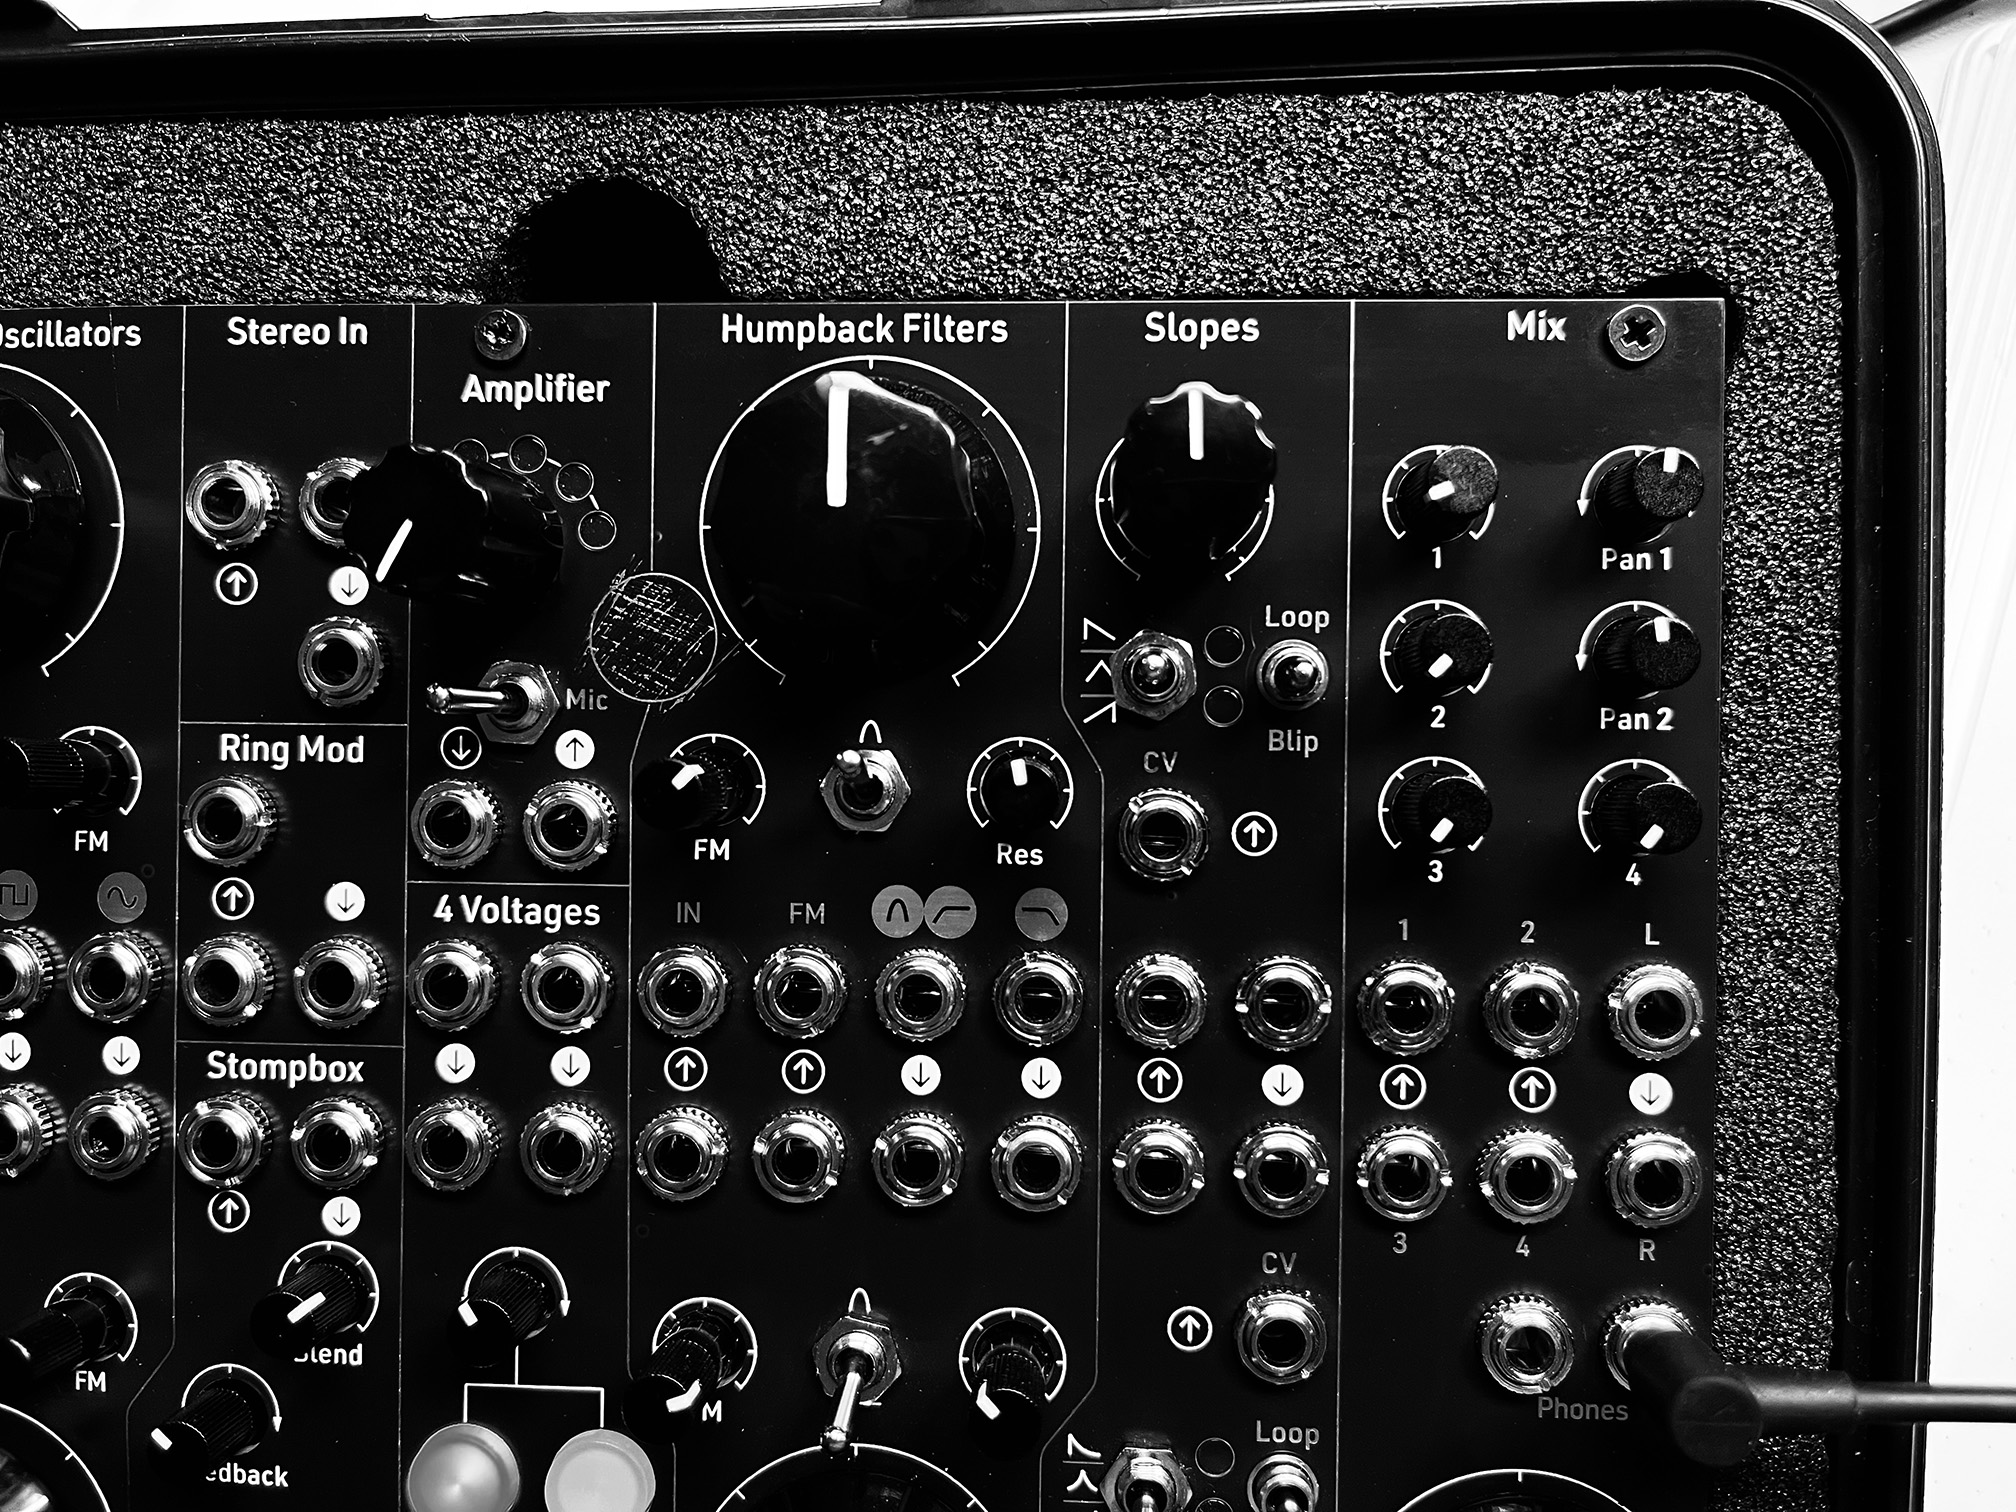 Stereo In
Amplifier
Humpback Filters
Slopes
Mix
1
Pan 1
Loop
2
Pan 2
Blip
Mic
Ring Mod
CV
FM
FM
Res
3
4
4 Voltages
IN
FM
1
2
L
Stompbox
3
4
R
CV
FM
Phones
Loop